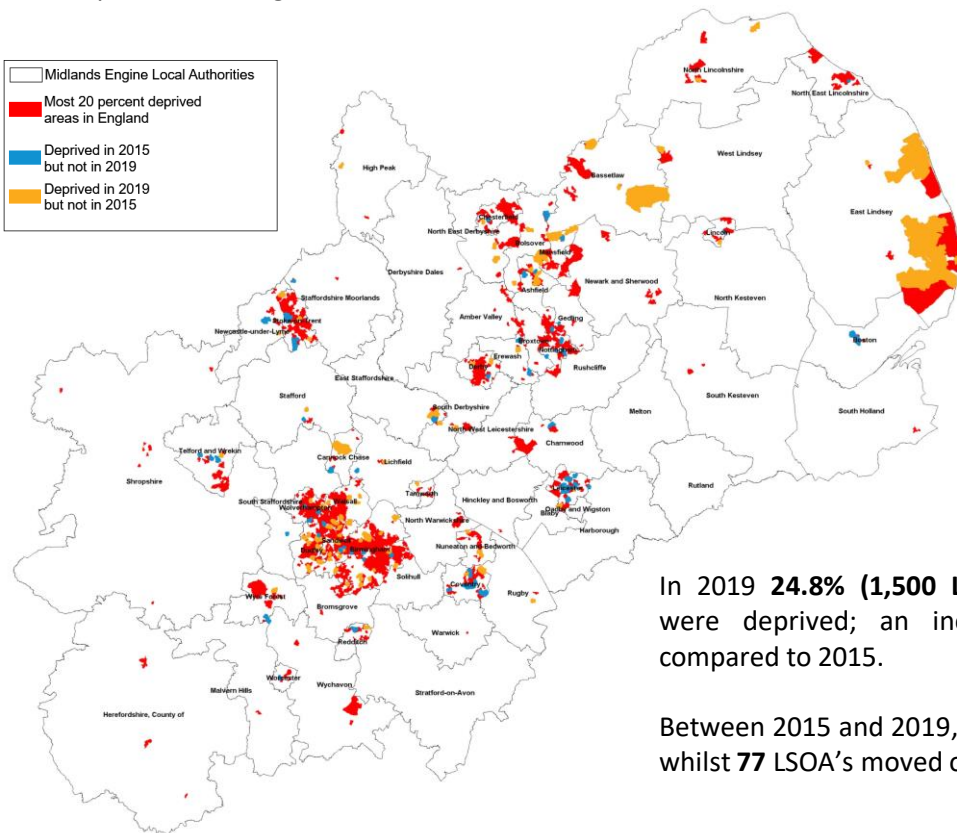 Midlands Engine Local Authorities
Most 20 percent deprived
areas in England
Deprived in 2015
but not in 2019
Deprived in 2019
but not in 2015
North Lincolnshire
North East Lincolnshire
High Peak
West Lindsey
Bassetlaw
East Lindsey
Chesterfield
North East Derbyshire
Bolsover
Lincoln
Mansfield
Derbyshire Dales
Newark and Sherwood
Staffordshire Moorlands
Ashfield
North Kesteven
Amber Valley
Gedling
Stoke-on-Trent
Newcastle-under-Lyme
Broxtowe
Boston
Nottingham
Erewash
Derby
Rushcliffe
East Staffordshire
Stafford
South Derbyshire
Melton
South Kesteven
South Holland
North West Leicestershire
Charnwood
Telford and Wrekin
Cannock Chase
Lichfield
Shropshire
Rutland
Tamworth
Leicester
South Staffordshire
Walsall
Hinckley and Bosworth
Wolverhampton
Oadby and Wigston
Blaby
Harborough
North Warwickshire
Sandwell
Dudley
Birmingham
Nuneaton and Bedworth
Solihull
Coventry
Wyre Forest
Rugby
Bromsgrove
Warwick
Redditch
Worcester
Wychavon
Malvern Hills
Stratford-on-Avon
Herefordshire, County of
In 2019 24.8% (1,500 L
were deprived; an inc
compared to 2015.
Between 2015 and 2019,
whilst 77 LSOA’s moved o